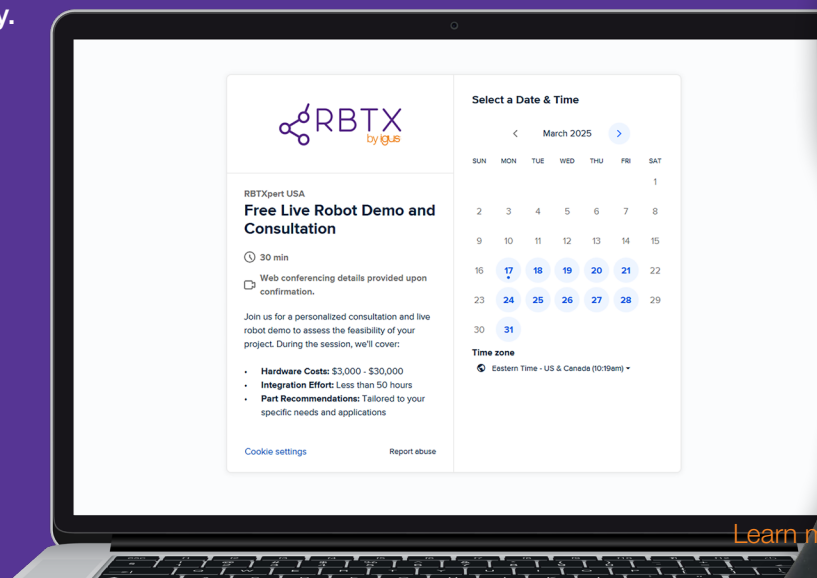 y.
RBTX
by igus
RBTXpert USA
Free Live Robot Demo and
Consultation
30 min
Web conferencing details provided upon
confirmation.
Join us for a personalized consultation and live
robot demo to assess the feasibility of your
project. During the session, we'll cover:
• Hardware Costs: $3,000 - $30,000
• Integration Effort: Less than 50 hours
• Part Recommendations: Tailored to your
specific needs and applications
Cookie settings
Report abuse
Select a Date & Time
March 2025
SUN MON TUE WED THU FRI SAT
1
2 3 4 5 6 7 8
9 10 11 12 13 14 15
16 17 18 19 20 21 22
23 24 25 26 27 28 29
30 31
Time zone
Eastern Time - US & Canada (10:19am)
Learn